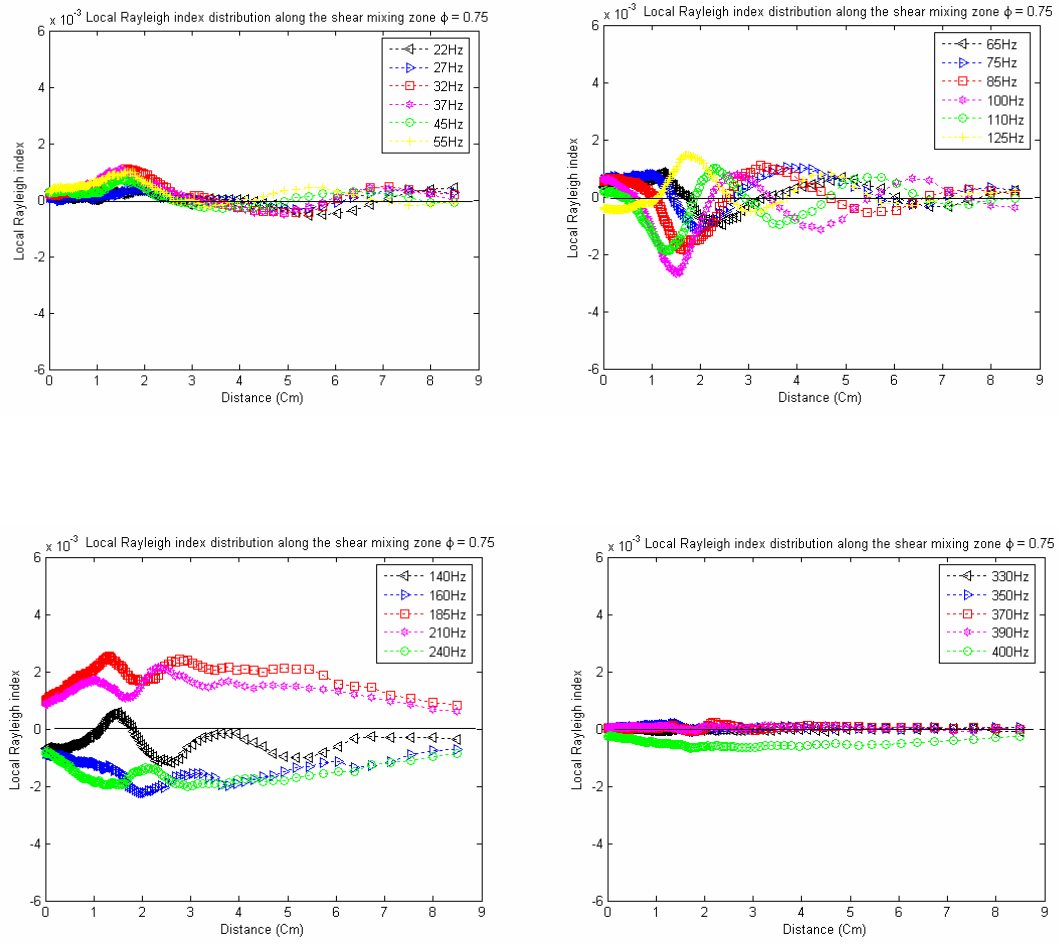 x 10⁻³ Local Rayleigh index distribution along the shear mixing zone ϕ = 0.75
6
4
2
0
-2
-4
-6
Local Rayleigh index
22Hz
27Hz
32Hz
37Hz
45Hz
55Hz
0 1 2 3 4 5 6 7 8 9
Distance (Cm)
x 10⁻³ Local Rayleigh index distribution along the shear mixing zone ϕ = 0.75
6
4
2
0
-2
-4
-6
Local Rayleigh index
65Hz
75Hz
85Hz
100Hz
110Hz
125Hz
0 1 2 3 4 5 6 7 8 9
Distance (Cm)
x 10⁻³ Local Rayleigh index distribution along the shear mixing zone ϕ = 0.75
6
4
2
0
-2
-4
-6
Local Rayleigh index
140Hz
160Hz
185Hz
210Hz
240Hz
0 1 2 3 4 5 6 7 8 9
Distance (Cm)
x 10⁻³ Local Rayleigh index distribution along the shear mixing zone ϕ = 0.75
6
4
2
0
-2
-4
-6
Local Rayleigh index
330Hz
350Hz
370Hz
390Hz
400Hz
0 1 2 3 4 5 6 7 8 9
Distance (Cm)